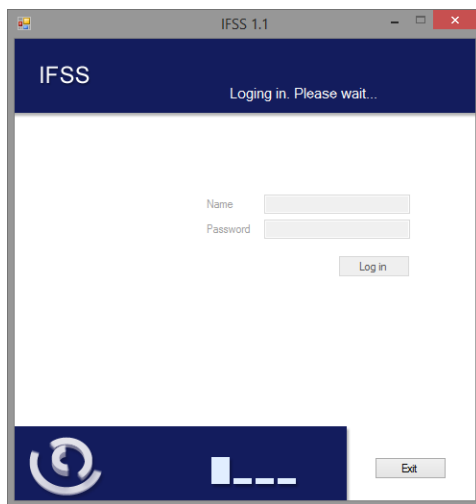 IFSS 1.1
IFSS
Loging in. Please wait...
Name
Password
Log in
Exit